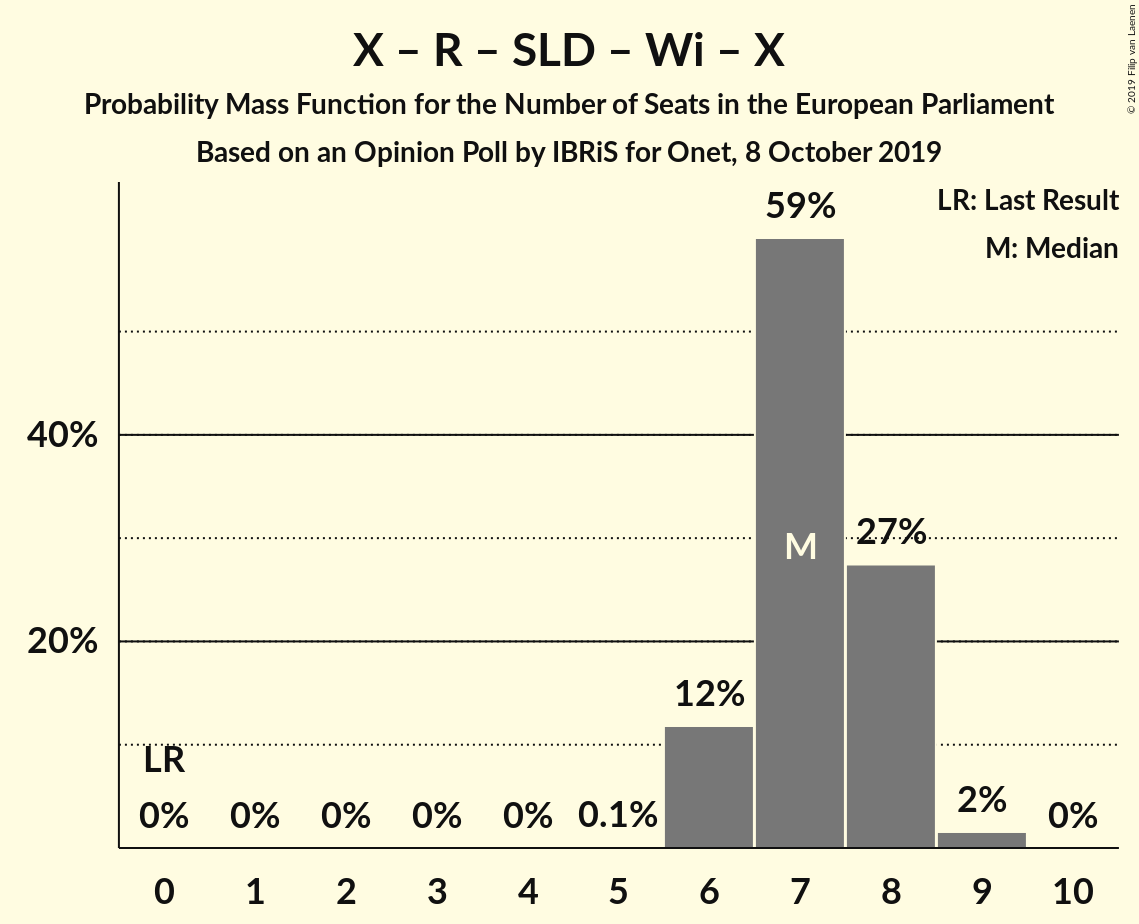 X – R – SLD – Wi – X
Probability Mass Function for the Number of Seats in the European Parliament
Based on an Opinion Poll by IBRiS for Onet, 8 October 2019
© 2019 Filip van Laenen
LR: Last Result
M: Median
59%
40%
M
27%
20%
12%
LR
0% 0% 0% 0% 0% 0.1% 2% 0%
0 1 2 3 4 5 6 7 8 9 10